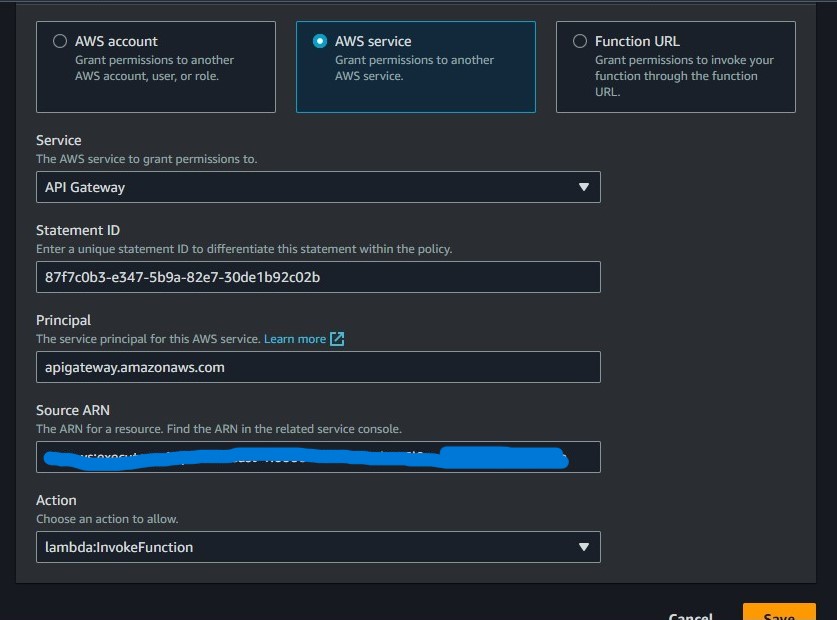 AWS account
Grant permissions to another
AWS account, user, or role.
AWS service
Grant permissions to another
AWS service.
Function URL
Grant permissions to invoke your
function through the function
URL.
Service
The AWS service to grant permissions to.
API Gateway
Statement ID
Enter a unique statement ID to differentiate this statement within the policy.
87f7c0b3-e347-5b9a-82e7-30de1b92c02b
Principal
The service principal for this AWS service. Learn more
apigateway.amazonaws.com
Source ARN
The ARN for a resource. Find the ARN in the related service console.
Action
Choose an action to allow.
lambda:InvokeFunction
Cancel
Save